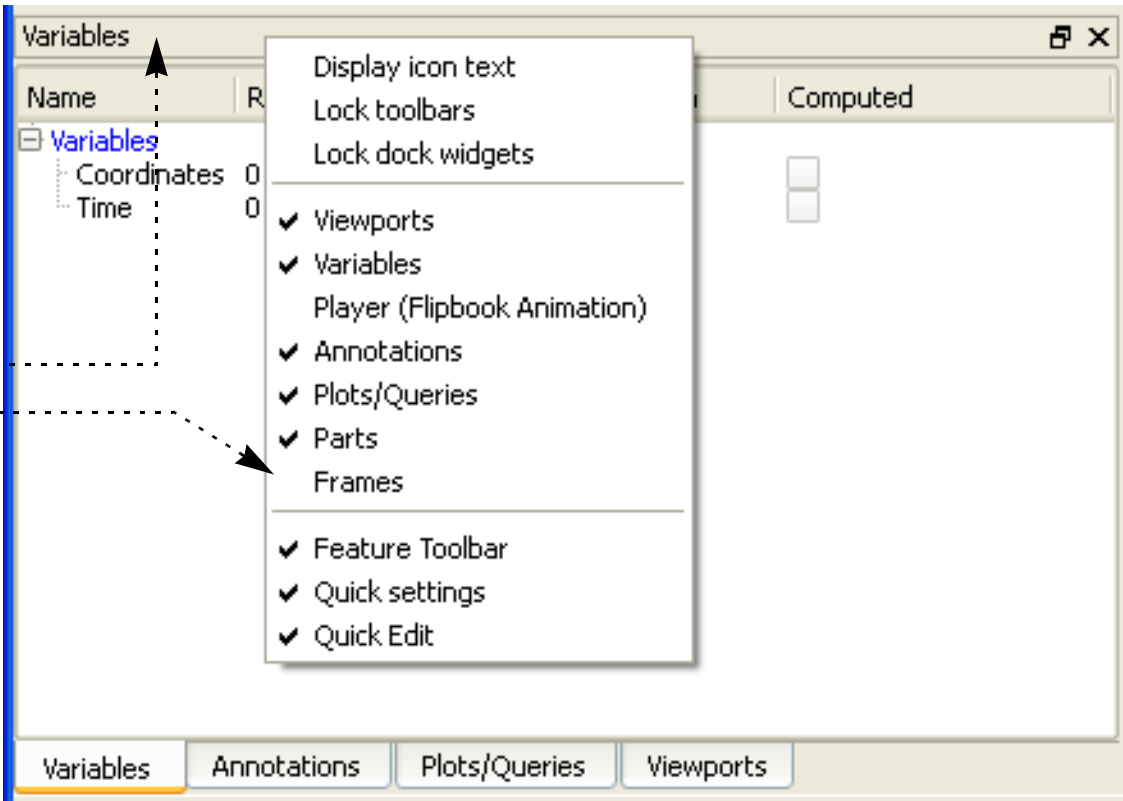 Variables
Name
Computed
Variables
Coordinates 0
Time 0
Display icon text
Lock toolbars
Lock dock widgets
Viewports
Variables
Player (Flipbook Animation)
Annotations
Plots/Queries
Parts
Frames
Feature Toolbar
Quick settings
Quick Edit
Variables
Annotations
Plots/Queries
Viewports